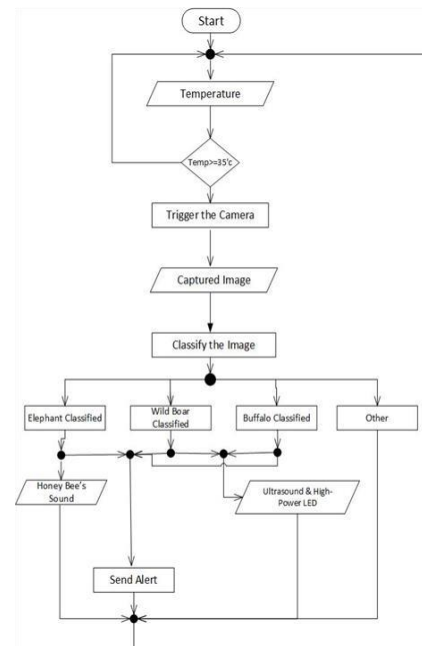 Start
Temperature
Temp>=35'c
Trigger the Camera
Captured Image
Classify the Image
Elephant Classified
Wild Boar
Classified
Buffalo Classified
Other
Honey Bee's
Sound
Ultrasound & High-
Power LED
Send Alert